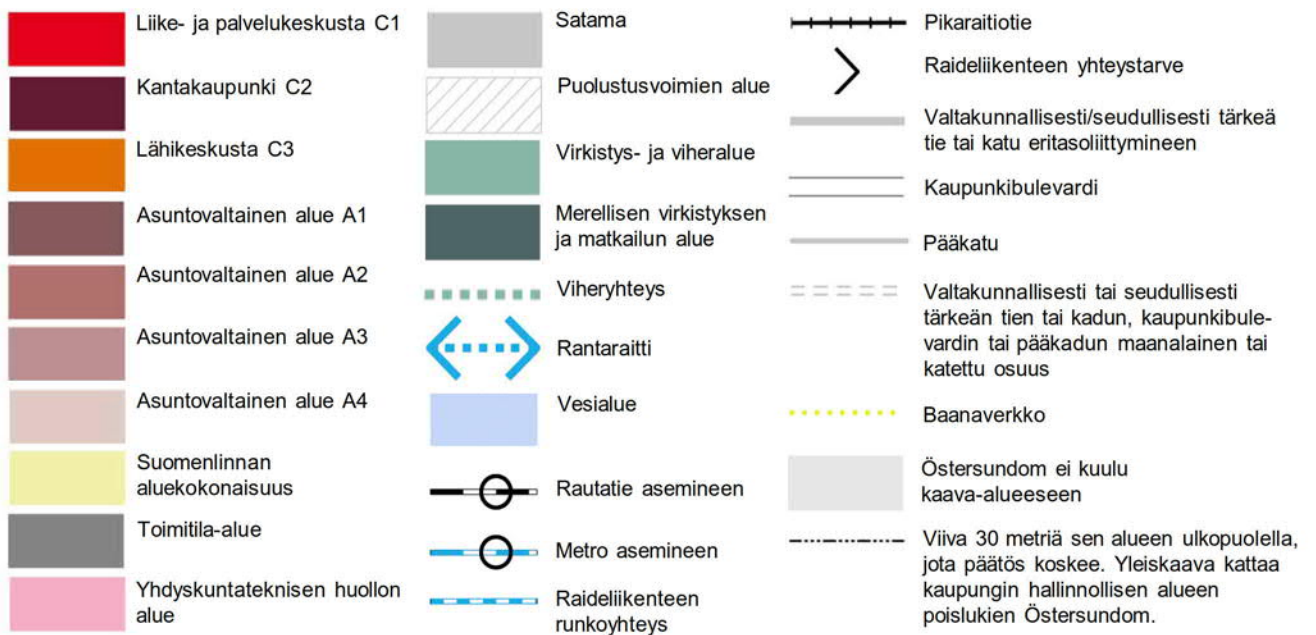 Liike- ja palvelukeskusta C1
Kantakaupunki C2
Lähikeskusta C3
Asuntovaltainen alue A1
Asuntovaltainen alue A2
Asuntovaltainen alue A3
Asuntovaltainen alue A4
Suomenlinnan
aluekokonaisuus
Toimitila-alue
Yhdyskuntateknisen huollon
alue
Satama
Puolustusvoimien alue
Virkistys- ja viheralue
Merellisen virkistyksen
ja matkailun alue
Viheryhteys
Rantaraitti
Vesialue
Rautatie asemineen
Metro asemineen
Raideliikenteen
runkoyhteys
Pikaraitiotie
Raideliikenteen yhteystarve
Valtakunnallisesti/seudullisesti tärkeä
tie tai katu eritasoliittymineen
Kaupunkibulevardi
Pääkatu
Valtakunnallisesti tai seudullisesti
tärkeän tien tai kadun, kaupunkibule-
vardin tai pääkadun maanalainen tai
katettu osuus
Baanaverkko
Östersundom ei kuulu
kaava-alueeseen
Viiva 30 metriä sen alueen ulkopuolella,
jota päätös koskee. Yleiskaava kattaa
kaupungin hallinnollisen alueen
poislukien Östersundom.